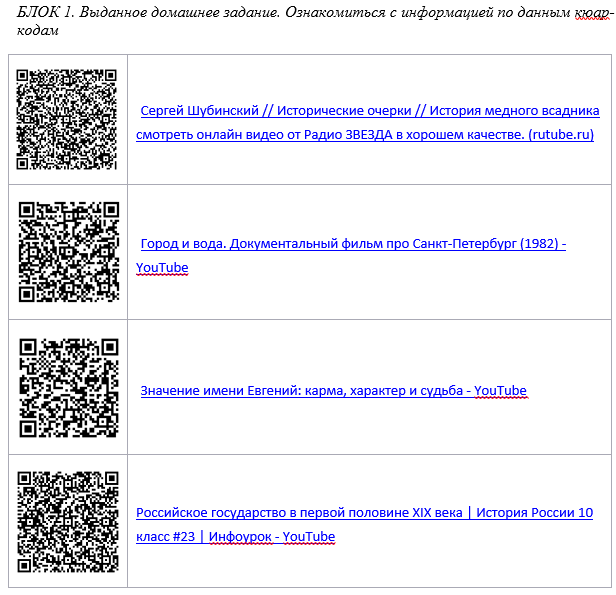 БЛОК 1. Выданное домашнее задание. Ознакомиться с информацией по данным кюар-
кодам
Сергей Шубинский // Исторические очерки // История медного всадника
смотреть онлайн видео от Радио ЗВЕЗДА в хорошем качестве. (rutube.ru)
Город и вода. Документальный фильм про Санкт-Петербург (1982) -
YouTube
Значение имени Евгений: карма, характер и судьба - YouTube
Российское государство в первой половине XIX века | История России 10
класс #23 | Инфоурок - YouTube